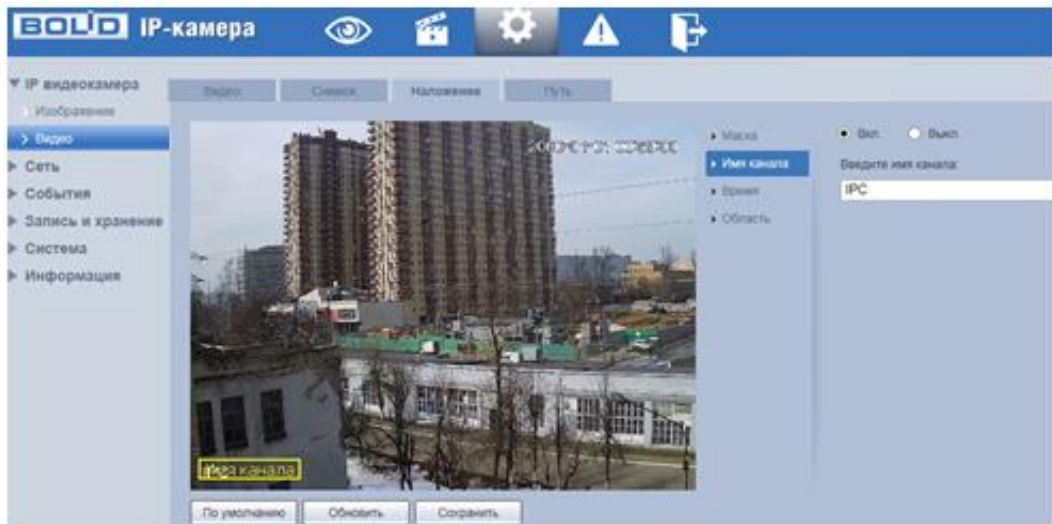 BOLID IP-камера
IP видеокамера
Изображение
Видео
Сеть
События
Запись и хранение
Система
Информация
Видео
Снимок
Наложение
Путь
канала
Маска
Имя канала
Время
Область
Вкл
Выкл
Введите имя канала:
IPC
По умолчанию
Обновить
Сохранить